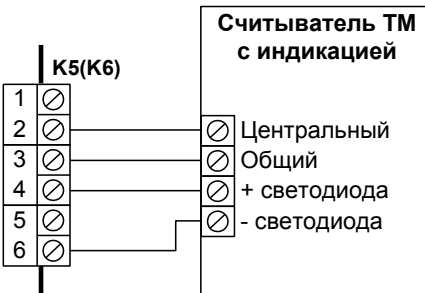 Считыватель ТМ
с индикацией
K5(K6)
1
2
3
4
5
6
Центральный
Общий
+ светодиода
- светодиода